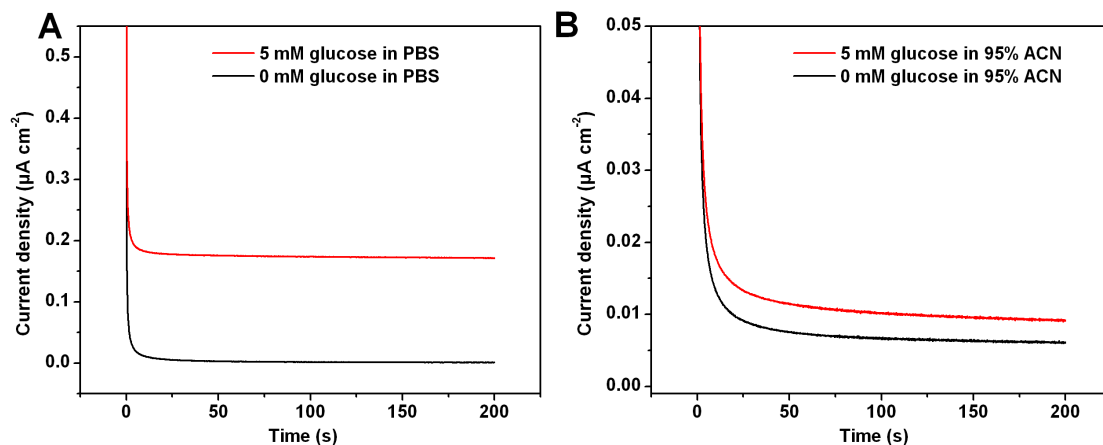 A
5 mM glucose in PBS
0 mM glucose in PBS
Current density (µA cm⁻²)
0.5
0.4
0.3
0.2
0.1
0.0
0 50 100 150 200
Time (s)
B
5 mM glucose in 95% ACN
0 mM glucose in 95% ACN
Current density (µA cm⁻²)
0.05
0.04
0.03
0.02
0.01
0.00
0 50 100 150 200
Time (s)